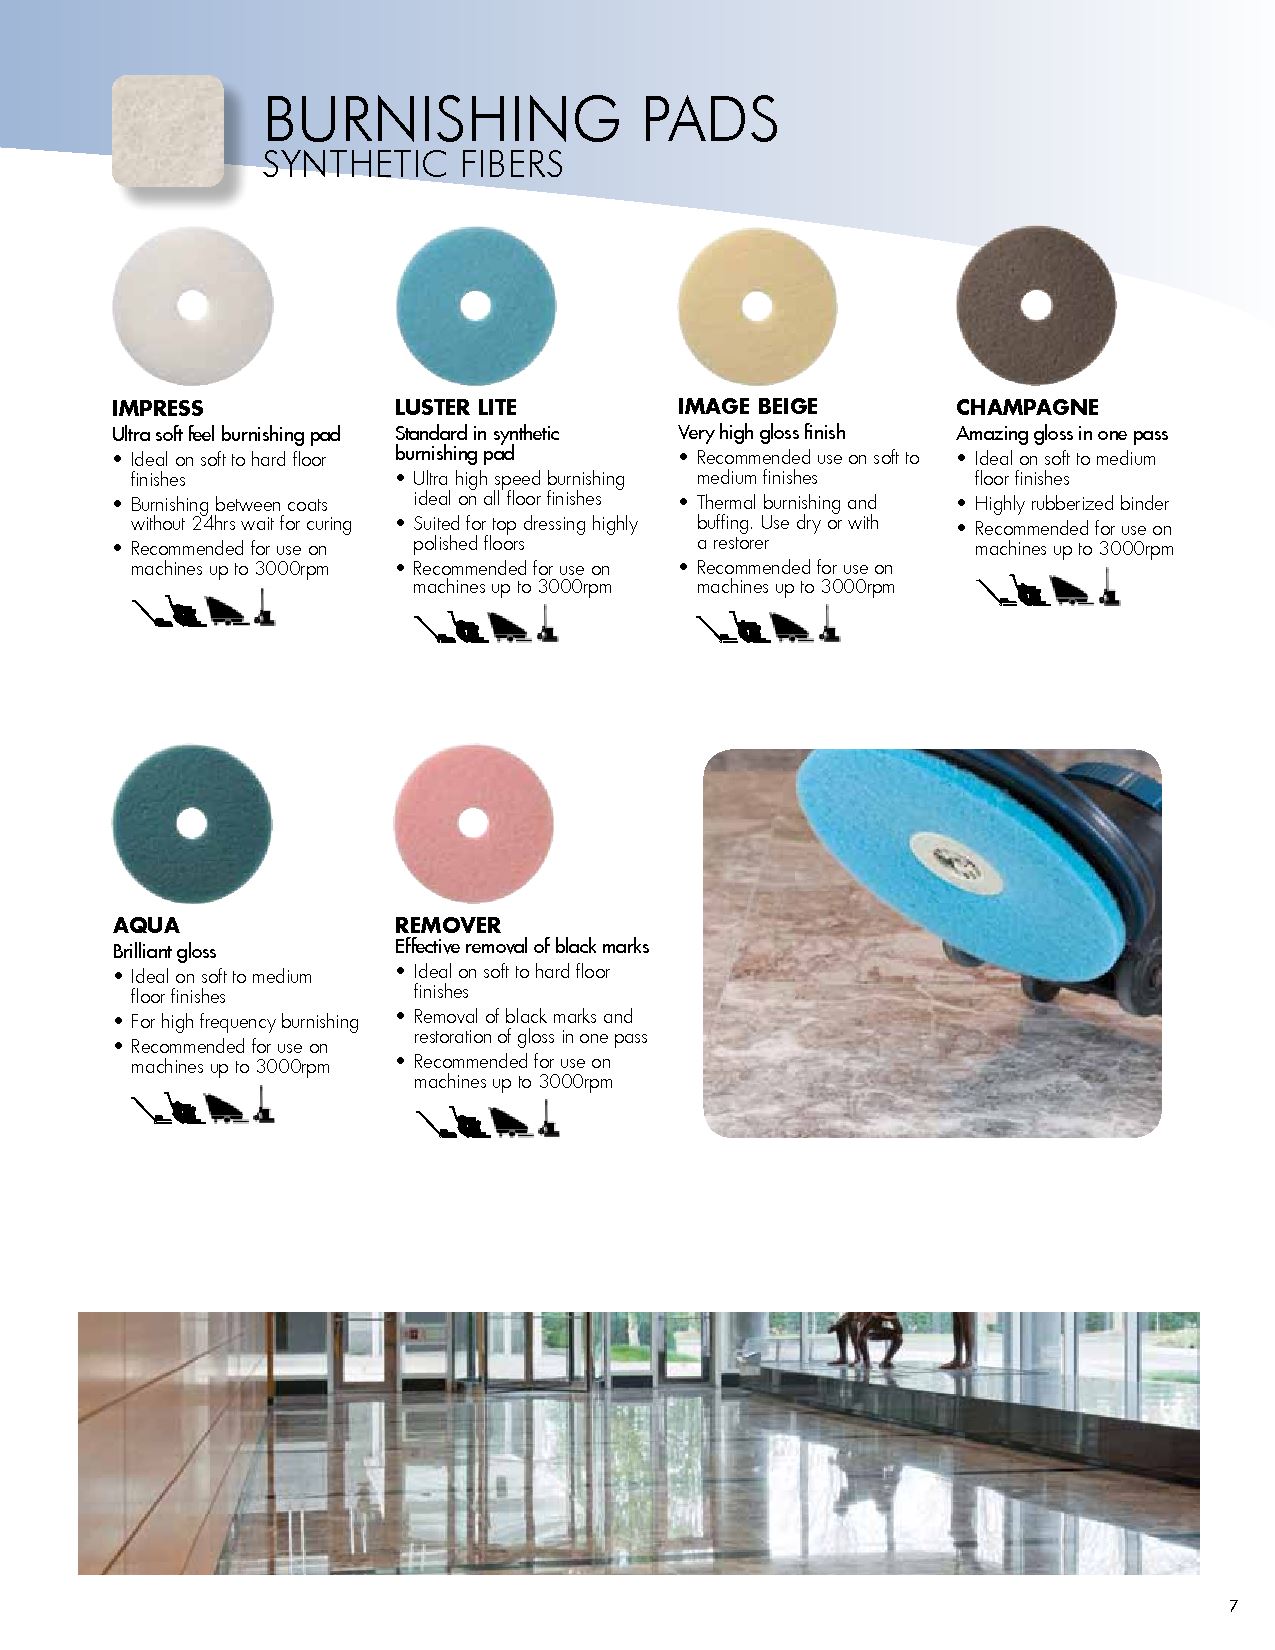 BURNISHING PADS
SYNTHETIC FIBERS
IMPRESS
Ultra soft feel burnishing pad
• Ideal on soft to hard floor
finishes
• Burnishing between coats
without 24hrs wait for curing
• Recommended for use on
machines up to 3000rpm
LUSTER LITE
Standard in synthetic
burnishing pad
• Ultra high speed burnishing
ideal on all floor finishes
• Suited for top dressing highly
polished floors
• Recommended for use on
machines up to 3000rpm
IMAGE BEIGE
Very high gloss finish
• Recommended use on soft to
medium finishes
• Thermal burnishing and
buffing. Use dry or with
a restorer
• Recommended for use on
machines up to 3000rpm
CHAMPAGNE
Amazing gloss in one pass
• Ideal on soft to medium
floor finishes
• Highly rubberized binder
• Recommended for use on
machines up to 3000rpm
AQUA
Brilliant gloss
• Ideal on soft to medium
floor finishes
• For high frequency burnishing
• Recommended for use on
machines up to 3000rpm
REMOVER
Effective removal of black marks
• Ideal on soft to hard floor
finishes
• Removal of black marks and
restoration of gloss in one pass
• Recommended for use on
machines up to 3000rpm
7